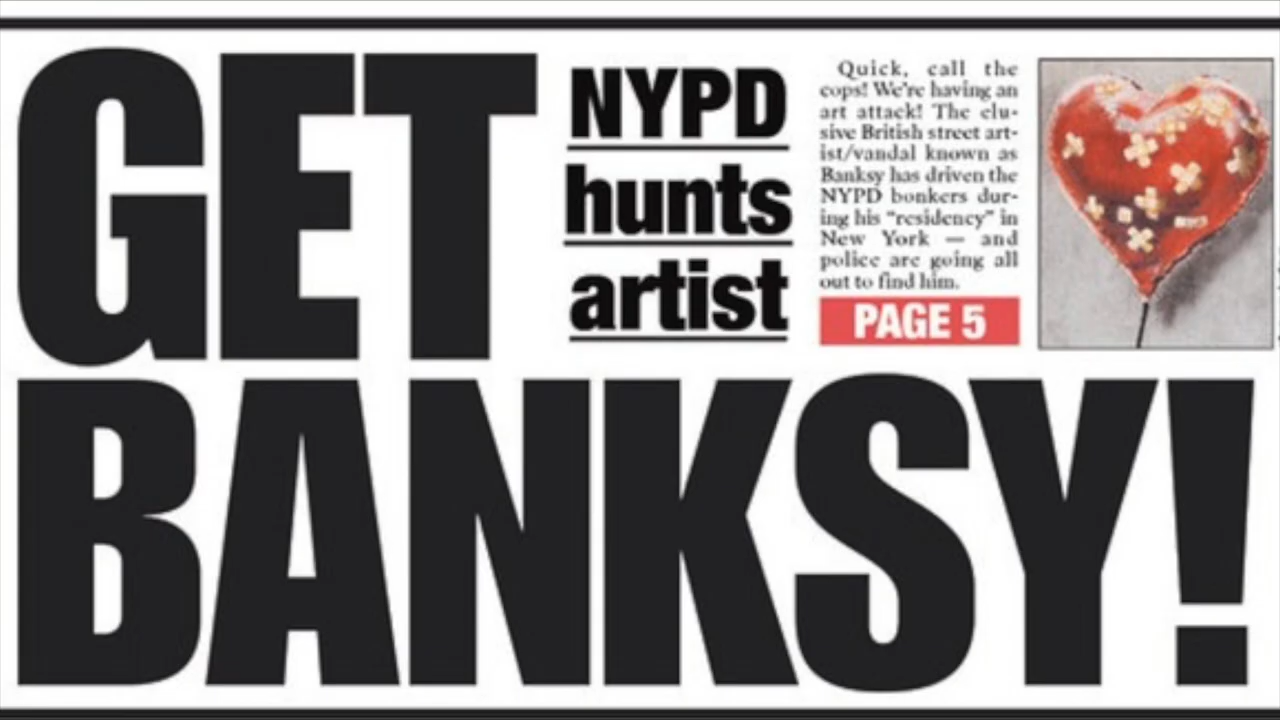 GET
NYPD
hunts
artist
Quick, call the
cops! We're having an
art attack! The elu-
sive British street art-
ist/vandal known as
Banksy has driven the
NYPD bonkers dur-
ing his "residency" in
New York — and
police are going all
out to find him.
PAGE 5
BANKSY!